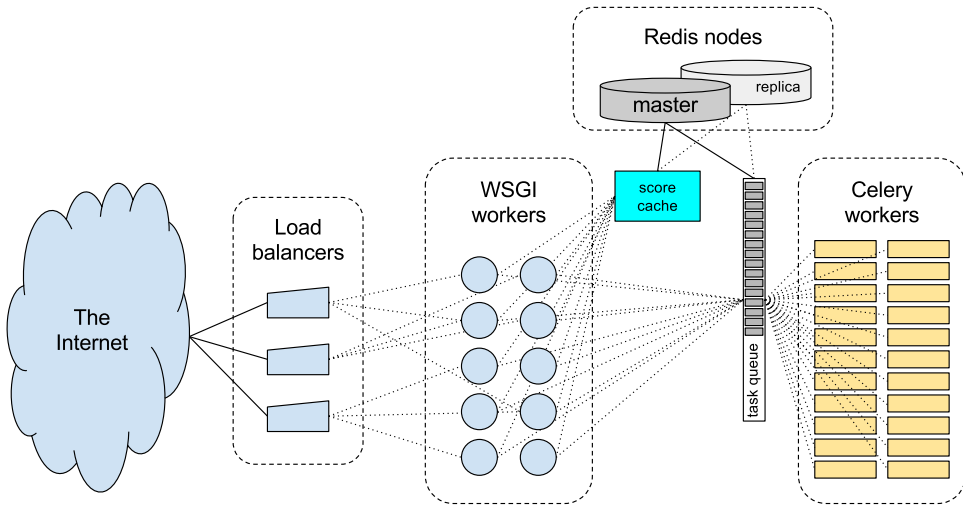 Redis nodes
replica
master
WSGI
workers
score
cache
Celery
workers
Load
balancers
The
Internet
task queue